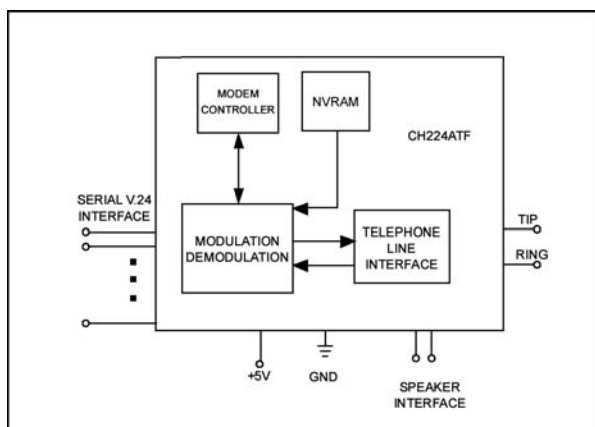 MODEM
CONTROLLER
NVRAM
CH224ATF
SERIAL V.24
INTERFACE
MODULATION
DEMODULATION
TELEPHONE
LINE
INTERFACE
TIP
RING
+5V
GND
SPEAKER
INTERFACE